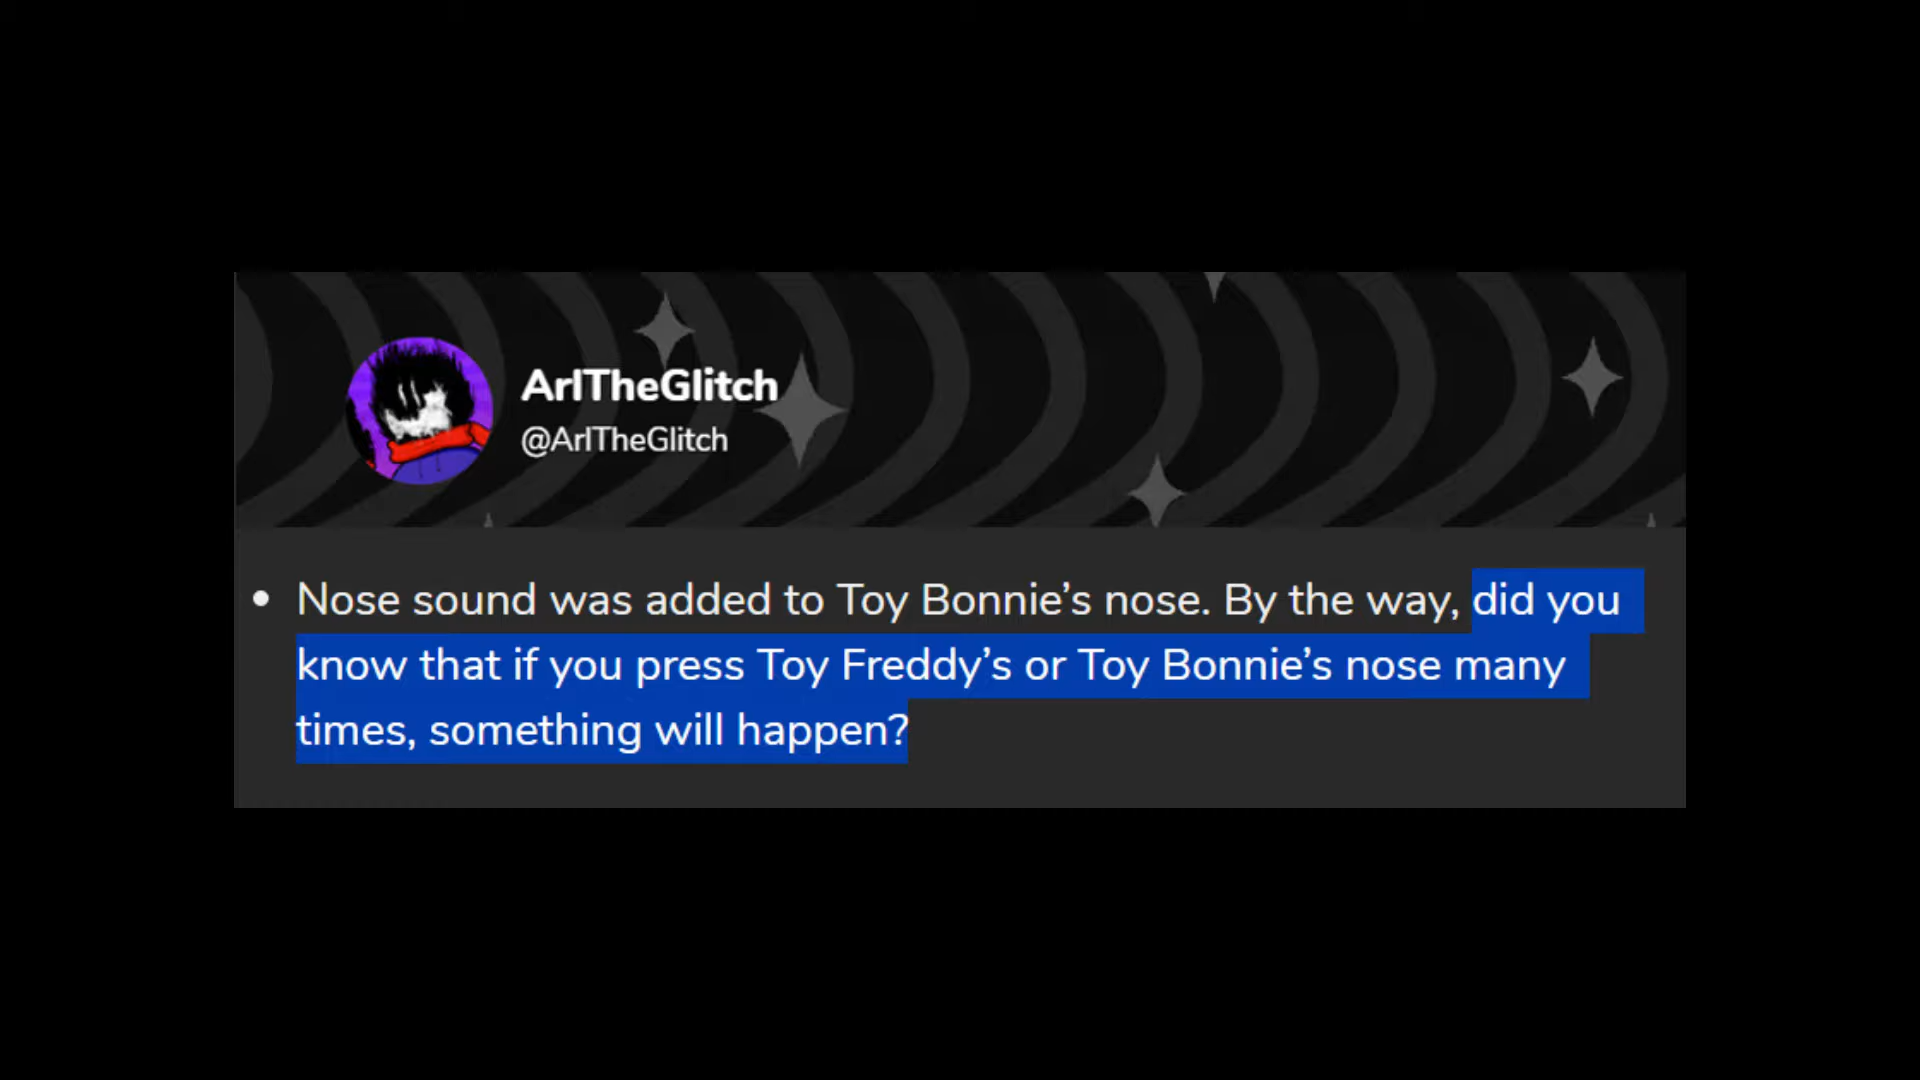 ArlTheGlitch
@ArlTheGlitch
• Nose sound was added to Toy Bonnie’s nose. By the way, did you
know that if you press Toy Freddy’s or Toy Bonnie’s nose many
times, something will happen?